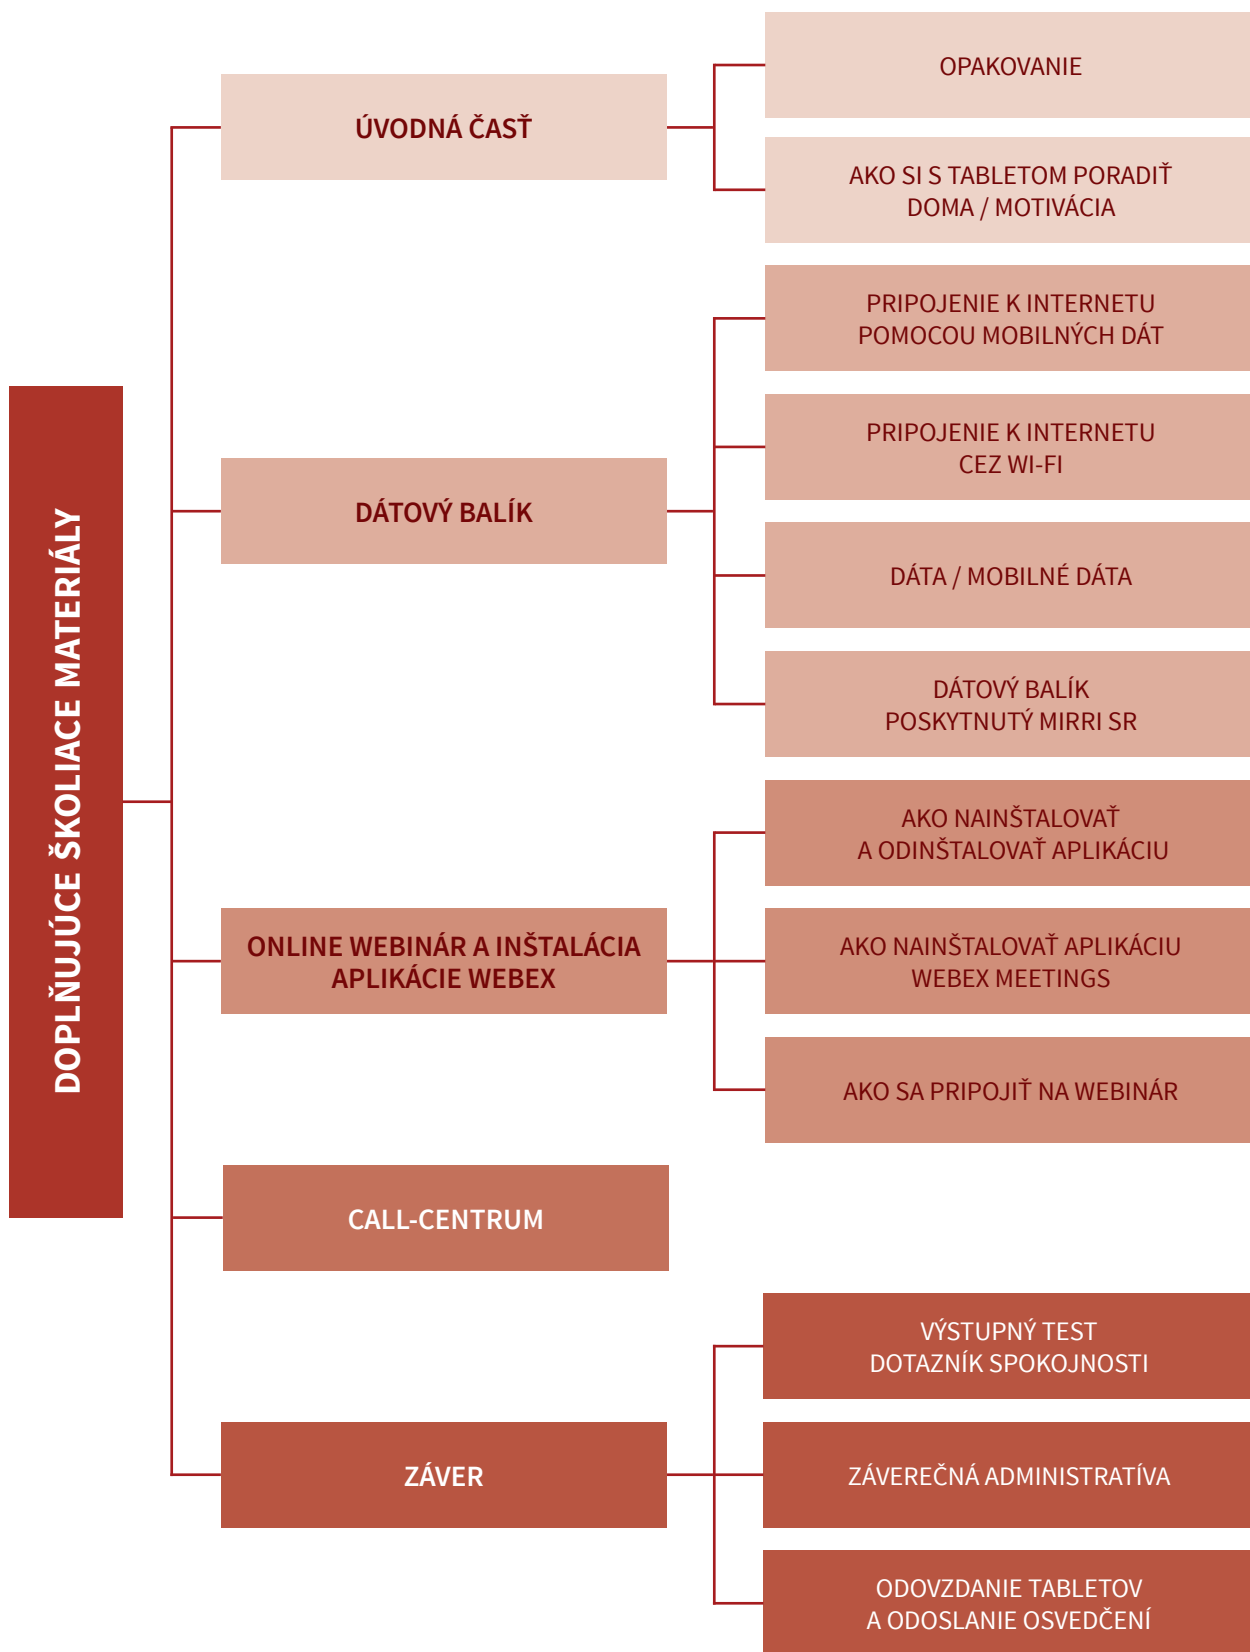 DOPLŇUJÚCE ŠKOLIACE MATERIÁLY
ÚVODNÁ ČASŤ
OPAKOVANIE
AKO SI S TABLETOM PORADIŤ
DOMA / MOTIVÁCIA
DÁTOVÝ BALÍK
PRIPOJENIE K INTERNETU
POMOCOU MOBILNÝCH DÁT
PRIPOJENIE K INTERNETU
CEZ WI-FI
DÁTA / MOBILNÉ DÁTA
DÁTOVÝ BALÍK
POSKYTNUTÝ MIRRI SR
ONLINE WEBINÁR A INŠTALÁCIA
APLIKÁCIE WEBEX
AKO NAINŠTALOVAŤ
A ODINŠTALOVAŤ APLIKÁCIU
AKO NAINŠTALOVAŤ APLIKÁCIU
WEBEX MEETINGS
AKO SA PRIPOJIŤ NA WEBINÁR
CALL-CENTRUM
ZÁVER
VÝSTUPNÝ TEST
DOTAZNÍK SPOKOJNOSTI
ZÁVEREČNÁ ADMINISTRATÍVA
ODOVZDANIE TABLETOV
A ODOSLANIE OSVEDČENÍ